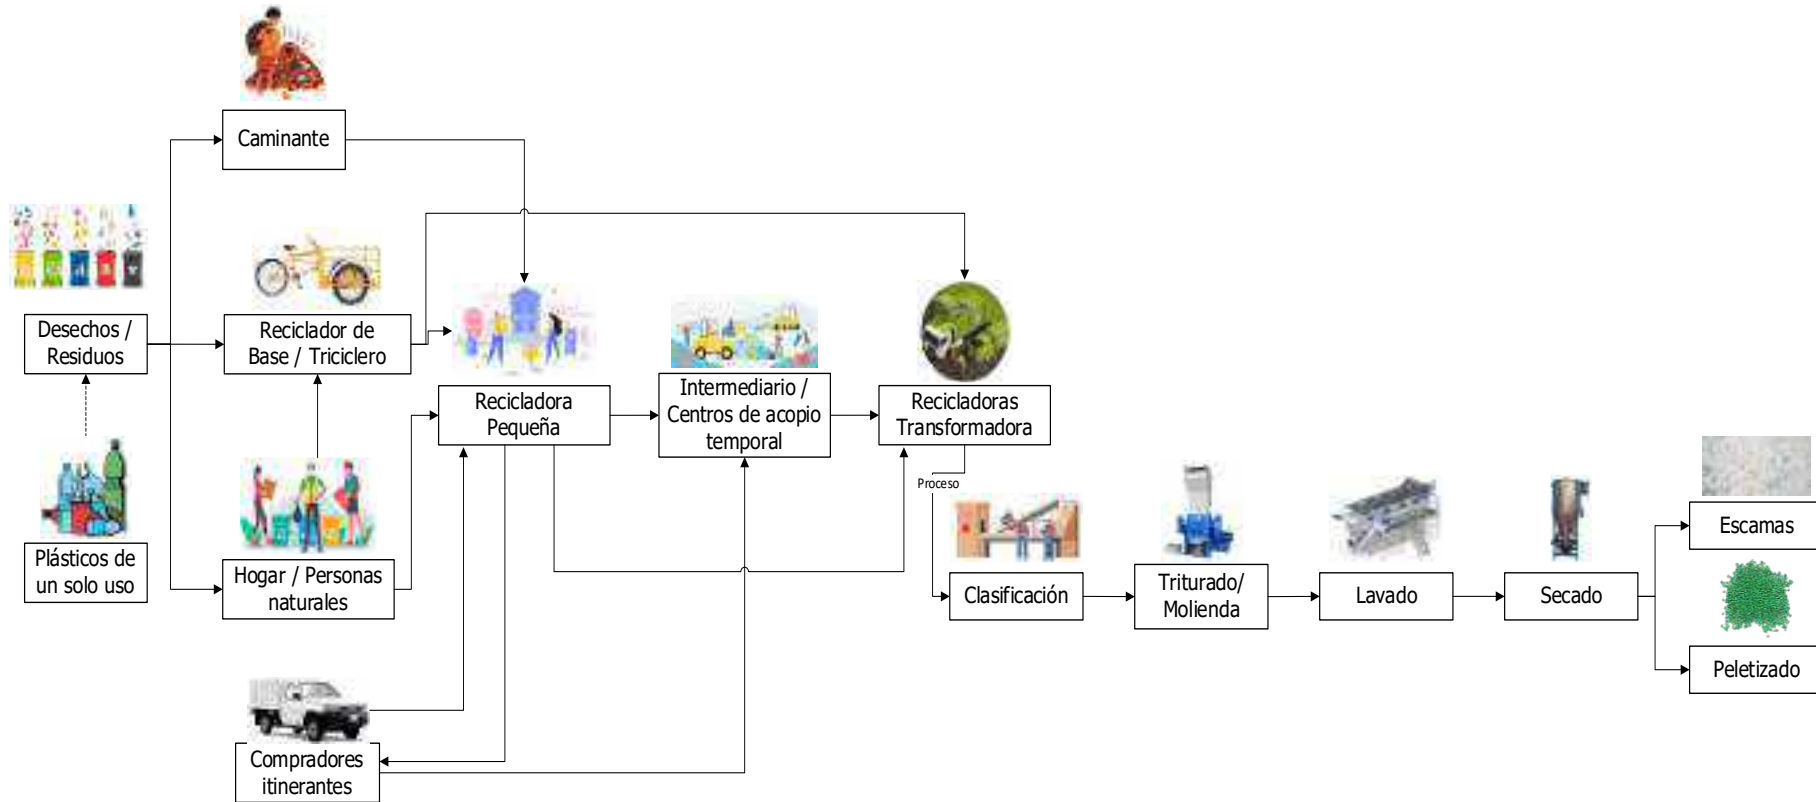 Caminante
Desechos /
Residuos
Reciclador de
Base / Triciclero
Recicladora
Pequeña
Intermediario /
Centros de acopio
temporal
Recicladoras
Transformadora
Proceso
Plásticos de
un solo uso
Hogar / Personas
naturales
Clasificación
Triturado/
Molienda
Lavado
Secado
Escamas
Peletizado
Compradores
itinerantes